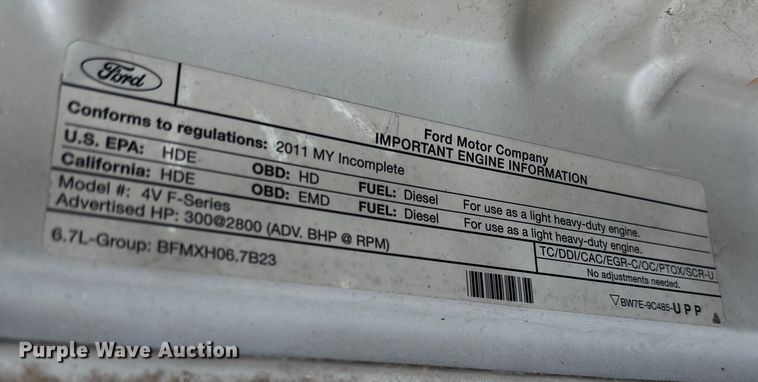 Ford
Ford Motor Company
IMPORTANT ENGINE INFORMATION
Conforms to regulations: 2011 MY Incomplete
U.S. EPA: HDE OBD: HD FUEL: Diesel For use as a light heavy-duty engine.
California: HDE OBD: EMD FUEL: Diesel For use as a light heavy-duty engine.
Model #: 4V F-Series
Advertised HP: 300@2800 (ADV. BHP @ RPM)
TC/DDI/CAC/EGR-C/OC/PTOX/SCR-U
No adjustments needed.
6.7L-Group: BFMXH06.7B23
BW7E-9C485-UPP
Purple Wave Auction